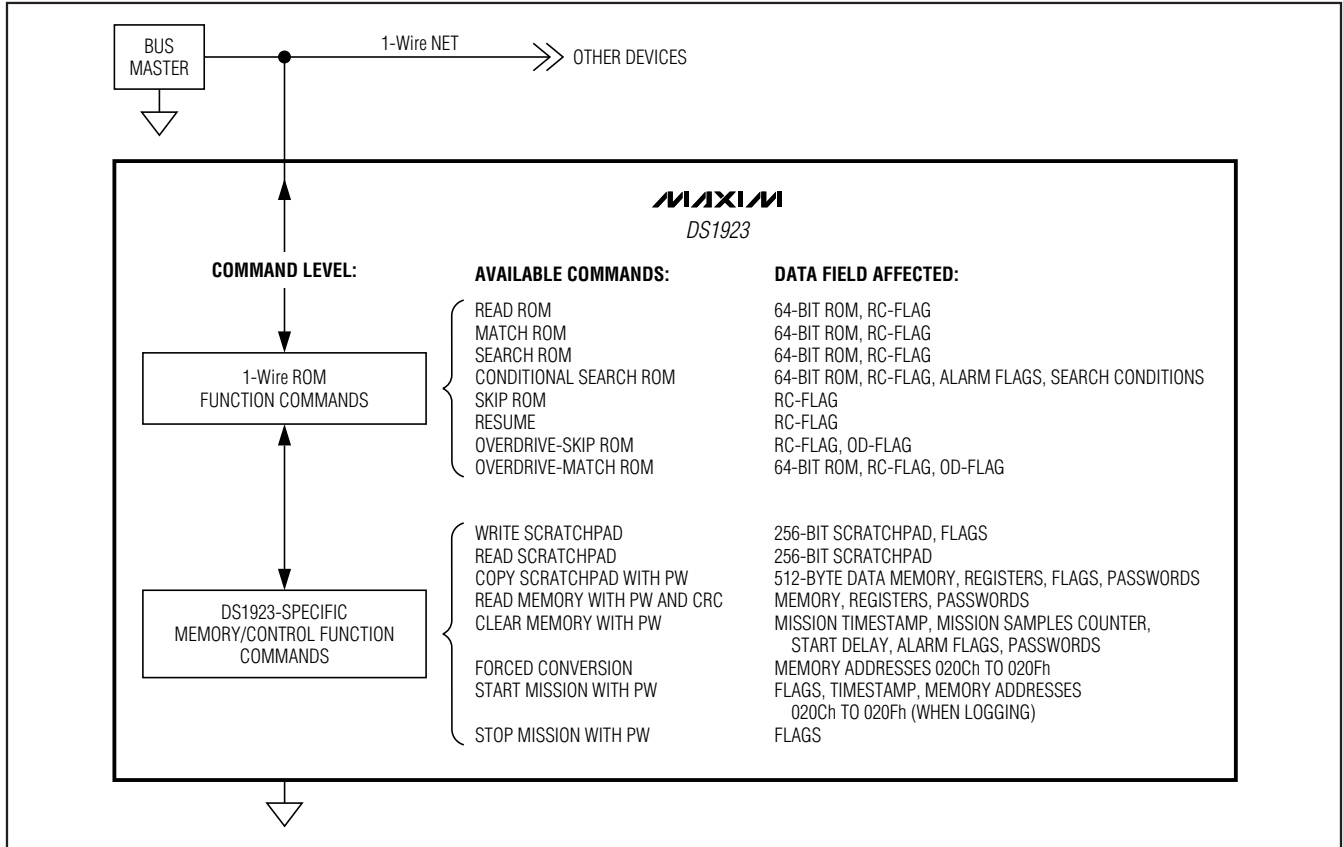 BUS
MASTER
1-Wire NET
OTHER DEVICES
MAXIM
DS1923
COMMAND LEVEL: AVAILABLE COMMANDS: DATA FIELD AFFECTED:
1-Wire ROM
FUNCTION COMMANDS
READ ROM 64-BIT ROM, RC-FLAG
MATCH ROM 64-BIT ROM, RC-FLAG
SEARCH ROM 64-BIT ROM, RC-FLAG
CONDITIONAL SEARCH ROM 64-BIT ROM, RC-FLAG, ALARM FLAGS, SEARCH CONDITIONS
SKIP ROM RC-FLAG
RESUME RC-FLAG
OVERDRIVE-SKIP ROM RC-FLAG, OD-FLAG
OVERDRIVE-MATCH ROM 64-BIT ROM, RC-FLAG, OD-FLAG
DS1923-SPECIFIC
MEMORY/CONTROL FUNCTION
COMMANDS
WRITE SCRATCHPAD 256-BIT SCRATCHPAD, FLAGS
READ SCRATCHPAD 256-BIT SCRATCHPAD
COPY SCRATCHPAD WITH PW 512-BYTE DATA MEMORY, REGISTERS, FLAGS, PASSWORDS
READ MEMORY WITH PW AND CRC MEMORY, REGISTERS, PASSWORDS
CLEAR MEMORY WITH PW MISSION TIMESTAMP, MISSION SAMPLES COUNTER,
START DELAY, ALARM FLAGS, PASSWORDS
FORCED CONVERSION MEMORY ADDRESSES 020Ch TO 020Fh
START MISSION WITH PW FLAGS, TIMESTAMP, MEMORY ADDRESSES
020Ch TO 020Fh (WHEN LOGGING)
STOP MISSION WITH PW FLAGS